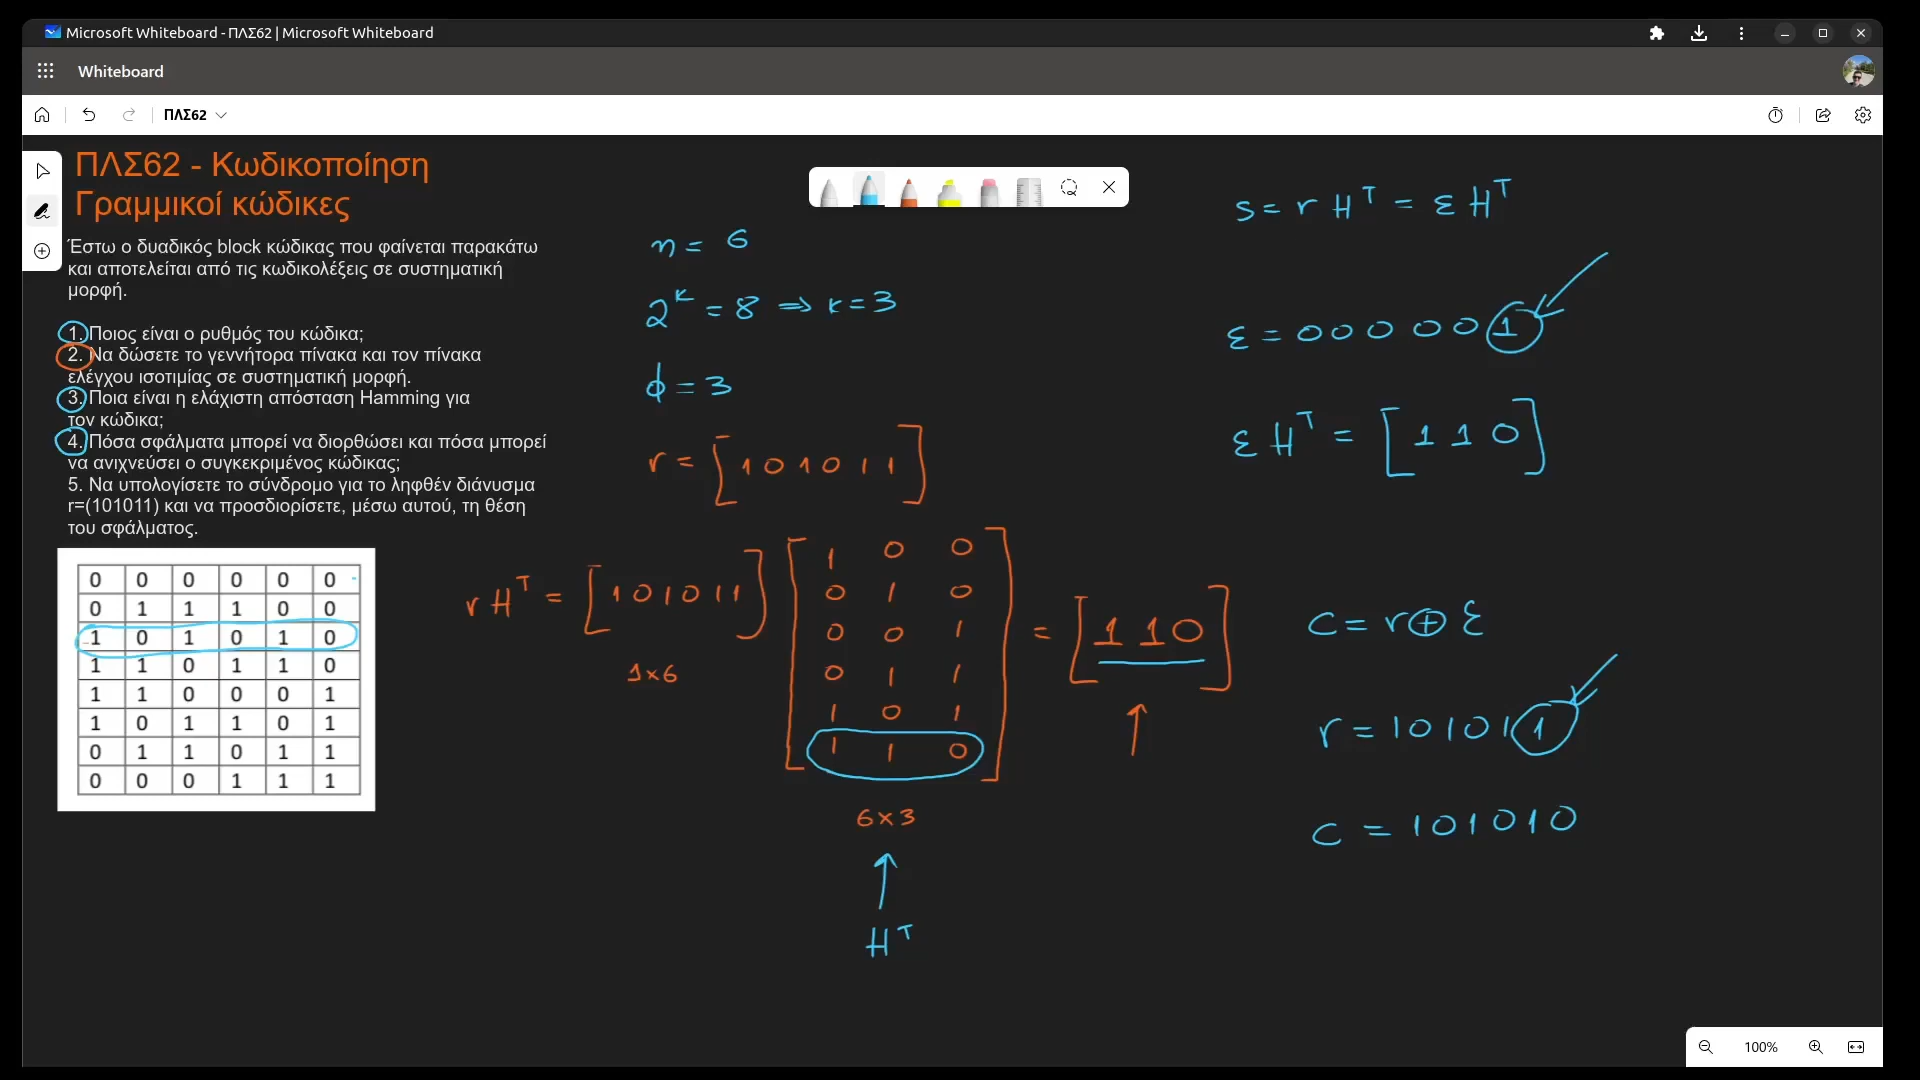 Microsoft Whiteboard - ΠΛΣ62 | Microsoft Whiteboard
Whiteboard
ΠΛΣ62
ΠΛΣ62 - Κωδικοποίηση
Γραμμικοί κώδικες
Έστω ο δυαδικός block κώδικας που φαίνεται παρακάτω
και αποτελείται από τις κωδικολέξεις σε συστηματική
μορφή.
1. Ποιος είναι ο ρυθμός του κώδικα;
2. Να δώσετε το γεννήτορα πίνακα και τον πίνακα
ελέγχου ισοτιμίας σε συστηματική μορφή.
3. Ποια είναι η ελάχιστη απόσταση Hamming για
τον κώδικα;
4. Πόσα σφάλματα μπορεί να διορθώσει και πόσα μπορεί
να ανιχνεύσει ο συγκεκριμένος κώδικας;
5. Να υπολογίσετε το σύνδρομο για το ληφθέν διάνυσμα
r=(101011) και να προσδιορίσετε, μέσω αυτού, τη θέση
του σφάλματος.
0 0 0 0 0 0
0 1 1 1 0 0
1 0 1 0 1 0
1 1 0 1 1 0
1 1 0 0 0 1
1 0 1 1 0 1
0 1 1 0 1 1
0 0 0 1 1 1
n = 6
2^k = 8 ⇒ k = 3
ϕ = 3
r = [1 0 1 0 1 1]
r H^T = [1 0 1 0 1 1]
1x6
1 0 0
0 1 0
0 0 1
0 1 1
1 0 1
1 1 0
= [1 1 0]
6x3
H^T
s = r H^T = ε H^T
ε = 0 0 0 0 0 1
ε H^T = [1 1 0]
c = r ⊕ ε
r = 1 0 1 0 1 1
c = 1 0 1 0 1 0
100%